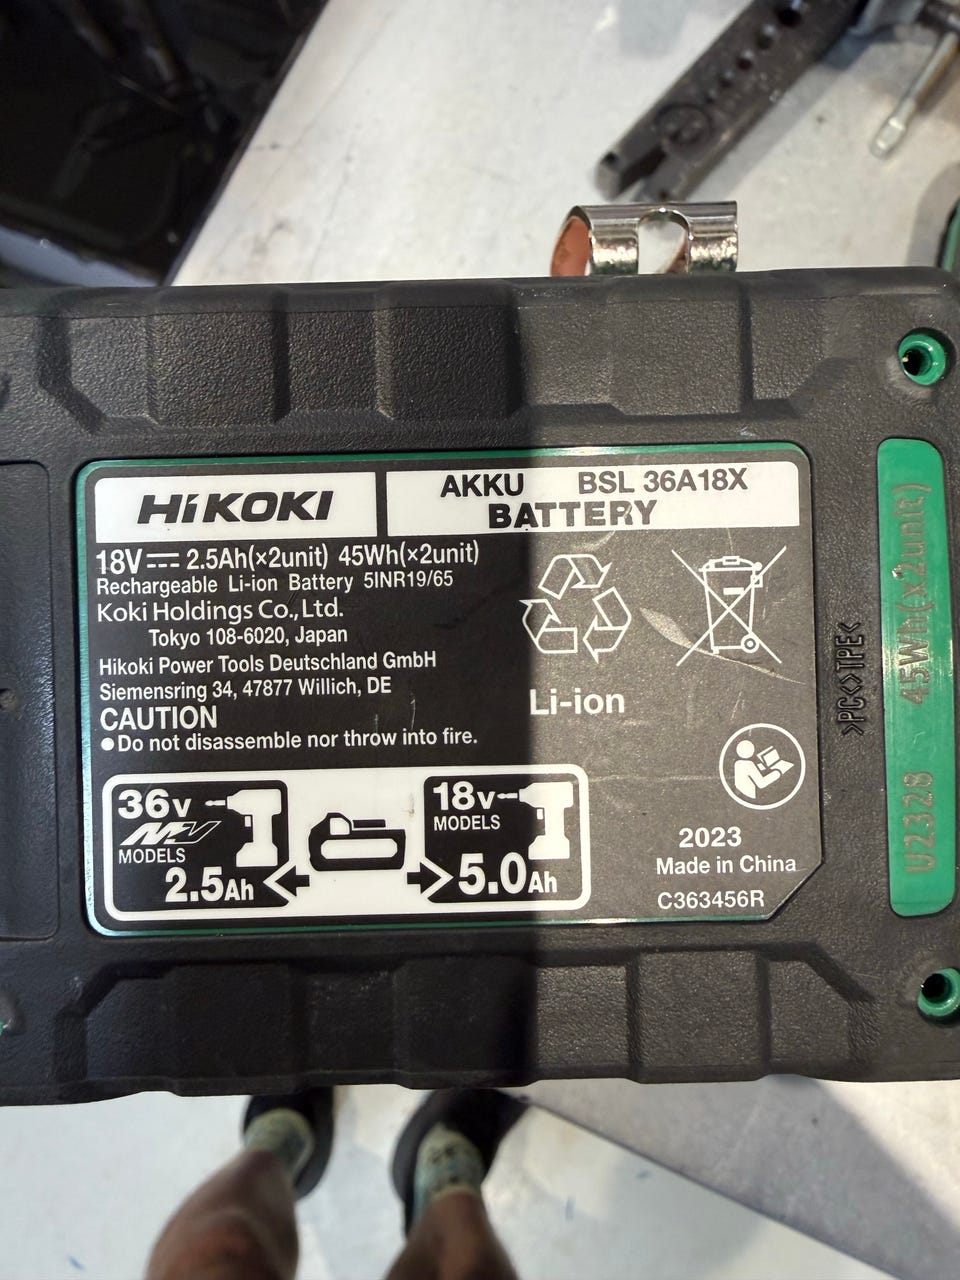 HiKOKI
AKKU BSL 36A18X
BATTERY
18V⎓ 2.5Ah(×2unit) 45Wh(×2unit)
Rechargeable Li-ion Battery 5INR19/65
Koki Holdings Co.,Ltd.
Tokyo 108-6020, Japan
Hikoki Power Tools Deutschland GmbH
Siemensring 34, 47877 Willich, DE
CAUTION
●Do not disassemble nor throw into fire.
Li-ion
36V
MV
MODELS
2.5Ah
18V
MODELS
5.0Ah
2023
Made in China
C363456R
>PC<>TPE<
U2328 45Wh(x2unit)